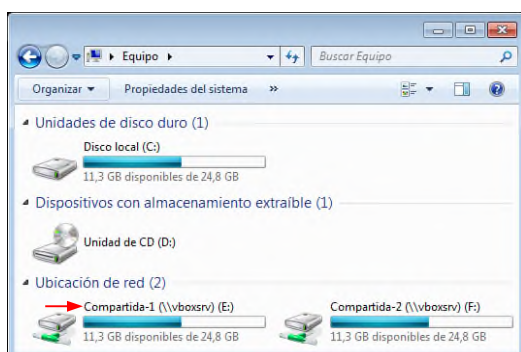 Equipo
Buscar Equipo
Organizar Propiedades del sistema »
Unidades de disco duro (1)
Disco local (C:)
11,3 GB disponibles de 24,8 GB
Dispositivos con almacenamiento extraíble (1)
Unidad de CD (D:)
Ubicación de red (2)
Compartida-1 (\\vboxsrv) (E:)
11,3 GB disponibles de 24,8 GB
Compartida-2 (\\vboxsrv) (F:)
11,3 GB disponibles de 24,8 GB